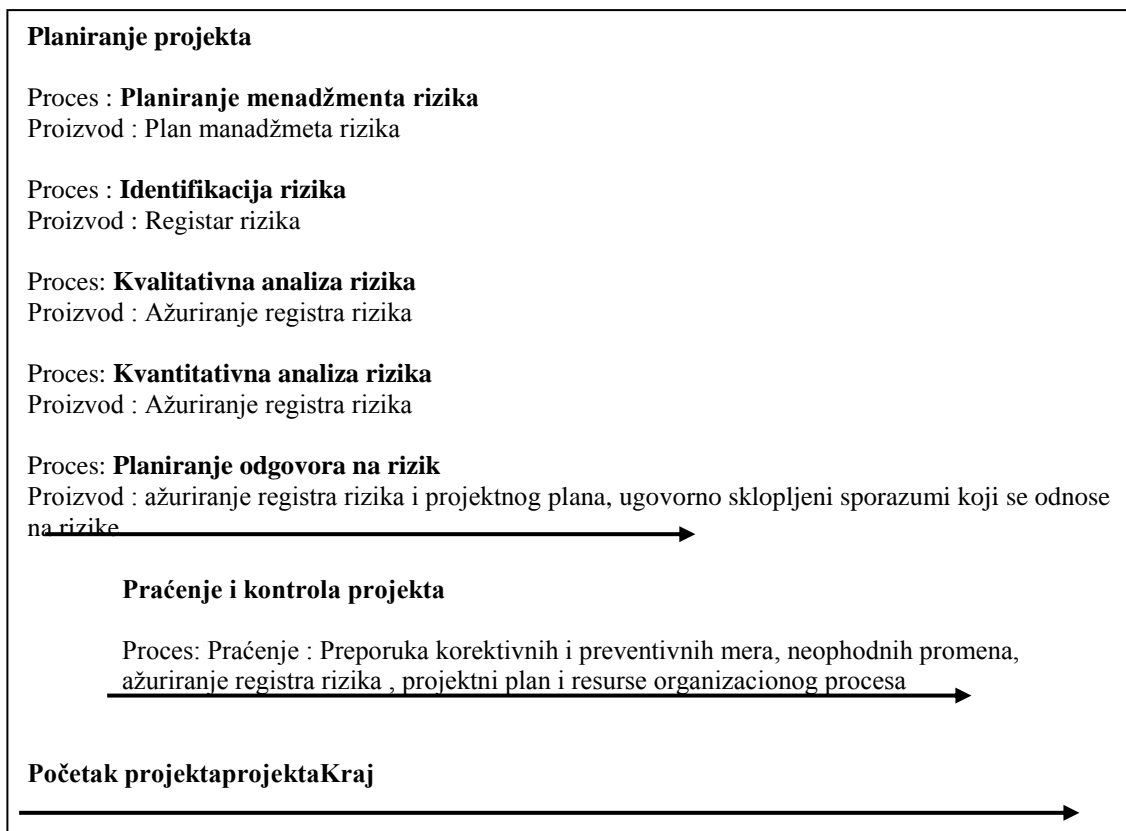 Planiranje projekta
Proces : Planiranje menadžmenta rizika
Proizvod : Plan manadžmeta rizika
Proces : Identifikacija rizika
Proizvod : Registar rizika
Proces: Kvalitativna analiza rizika
Proizvod : Ažuriranje registra rizika
Proces: Kvantitativna analiza rizika
Proizvod : Ažuriranje registra rizika
Proces: Planiranje odgovora na rizik
Proizvod : ažuriranje registra rizika i projektnog plana, ugovorno sklopljeni sporazumi koji se odnose
na rizike
Praćenje i kontrola projekta
Proces: Praćenje : Preporuka korektivnih i preventivnih mera, neophodnih promena,
ažuriranje registra rizika , projektni plan i resurse organizacionog procesa
Početak projektaprojektaKraj